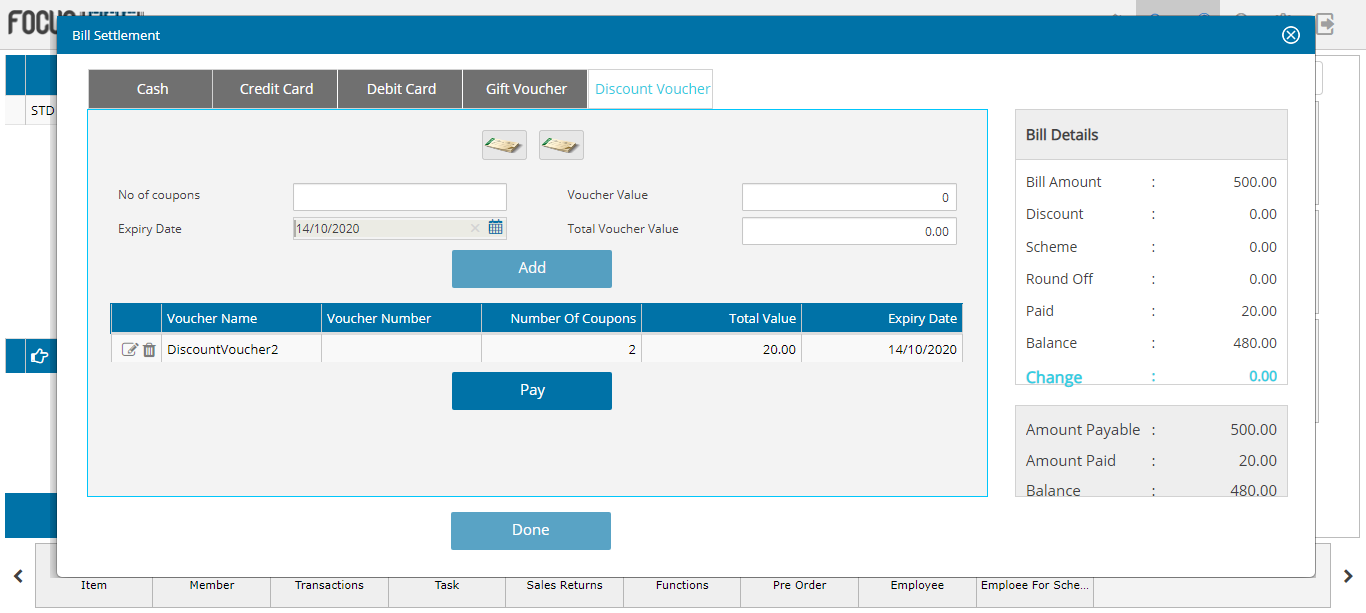 FOCUS
Bill Settlement
STD
Cash Credit Card Debit Card Gift Voucher Discount Voucher
No of coupons Voucher Value 0
Expiry Date 14/10/2020 Total Voucher Value 0.00
Add
Voucher Name Voucher Number Number Of Coupons Total Value Expiry Date
DiscountVoucher2 2 20.00 14/10/2020
Pay
Done
Bill Details
Bill Amount : 500.00
Discount : 0.00
Scheme : 0.00
Round Off : 0.00
Paid : 20.00
Balance : 480.00
Change : 0.00
Amount Payable : 500.00
Amount Paid : 20.00
Balance : 480.00
Item Member Transactions Task Sales Returns Functions Pre Order Employee Emploee For Sche...